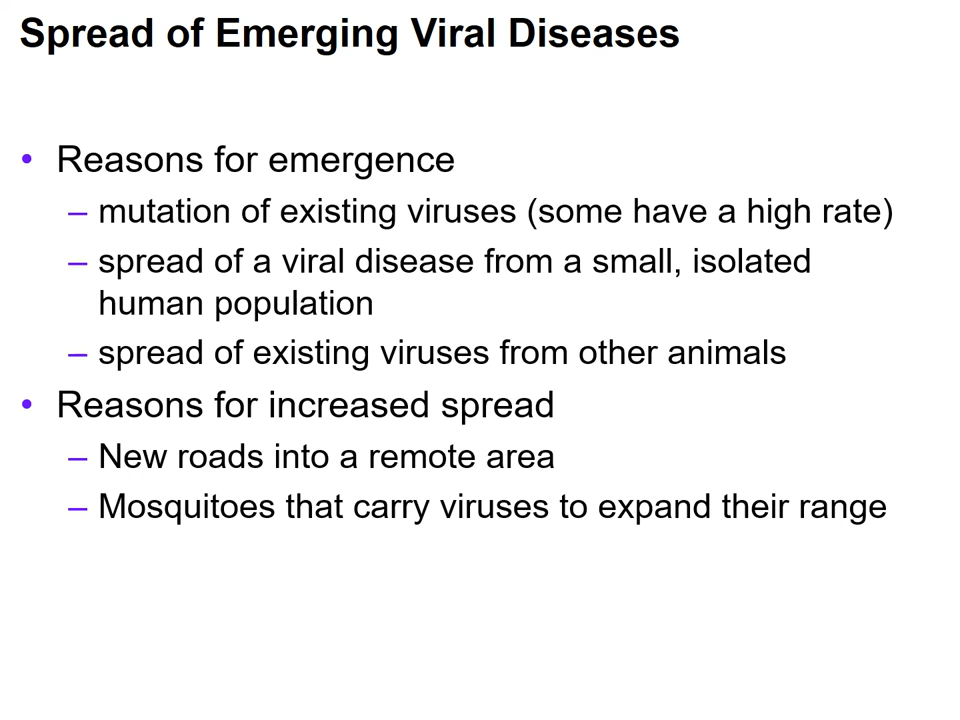 Spread of Emerging Viral Diseases
• Reasons for emergence
– mutation of existing viruses (some have a high rate)
– spread of a viral disease from a small, isolated
human population
– spread of existing viruses from other animals
• Reasons for increased spread
– New roads into a remote area
– Mosquitoes that carry viruses to expand their range